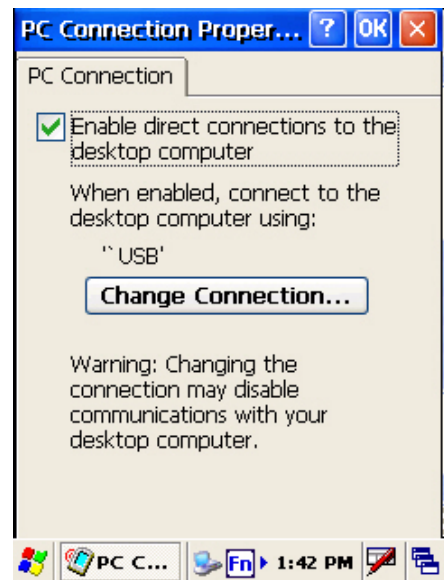 PC Connection Proper... ? OK
PC Connection
Enable direct connections to the
desktop computer
When enabled, connect to the
desktop computer using:
'`USB'
Change Connection...
Warning: Changing the
connection may disable
communications with your
desktop computer.
PC C... Fn 1:42 PM